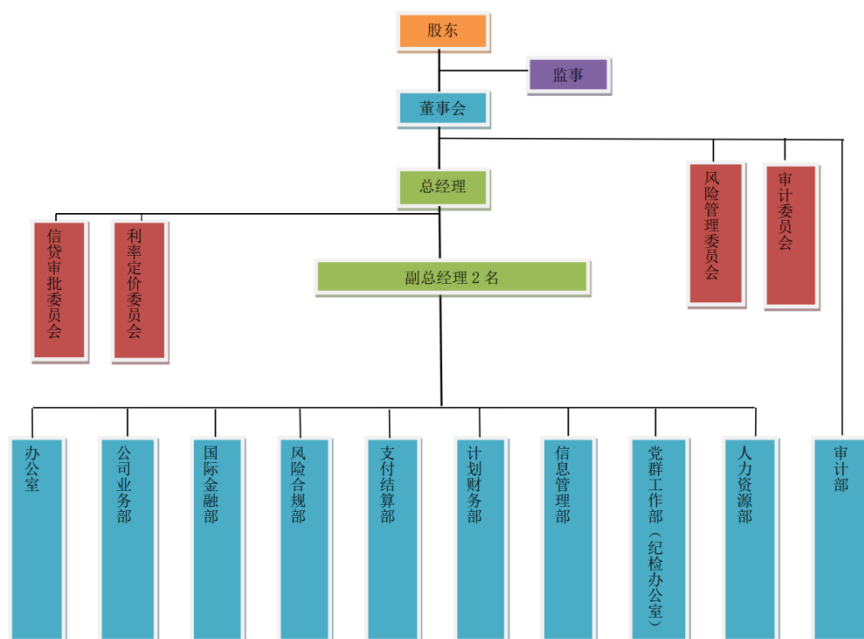 股东
监事
董事会
总经理
风险管理委员会
审计委员会
信贷审批委员会
利率定价委员会
副总经理 2 名
办公室
公司业务部
国际金融部
风险合规部
支付结算部
计划财务部
信息管理部
党群工作部（纪检办公室）
人力资源部
审计部